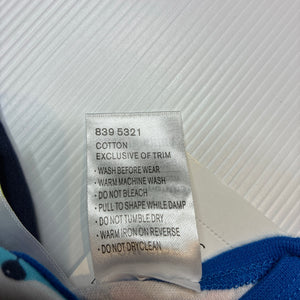 839 5321
COTTON
EXCLUSIVE OF TRIM
· WASH BEFORE WEAR
· WARM MACHINE WASH
· DO NOT BLEACH
· PULL TO SHAPE WHILE DAMP
· DO NOT TUMBLE DRY
· WARM IRON ON REVERSE
· DO NOT DRYCLEAN